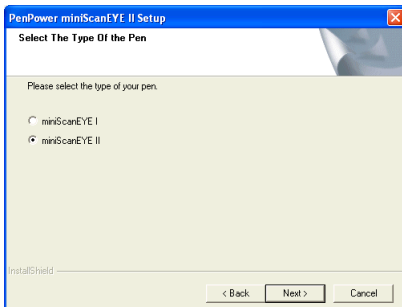 PenPower miniScanEYE II Setup
Select The Type Of the Pen
Please select the type of your pen.
miniScanEYE I
miniScanEYE II
InstallShield
< Back Next > Cancel